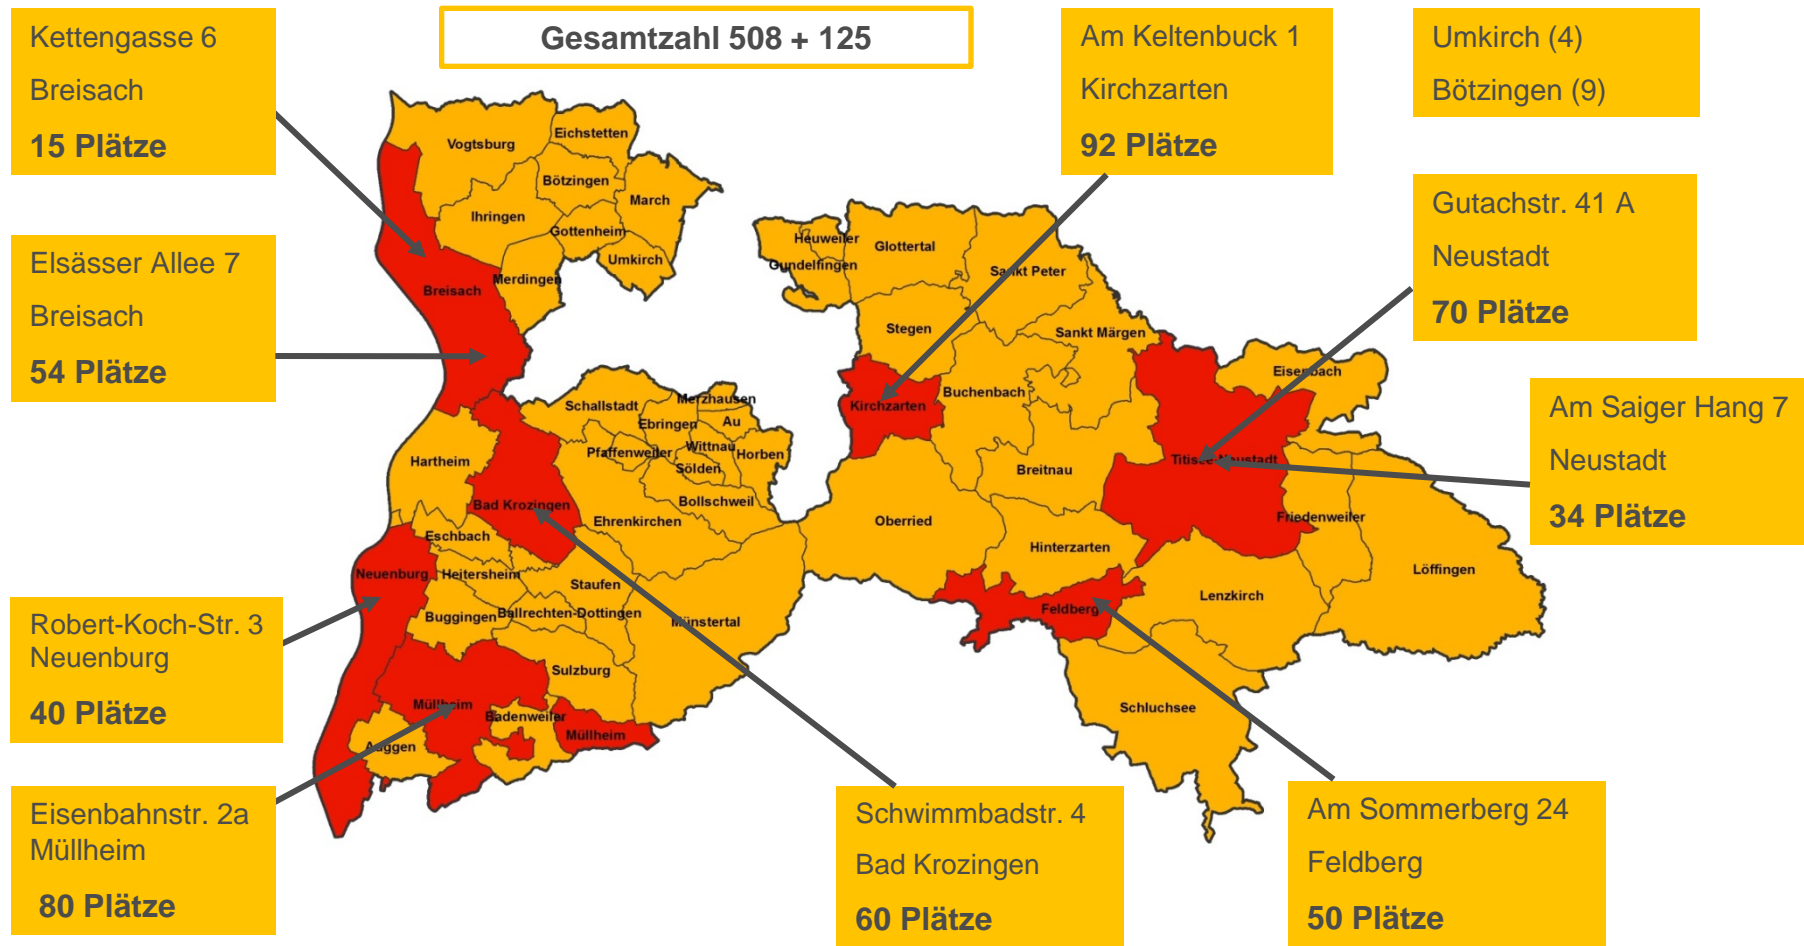 Kettengasse 6
Breisach
15 Plätze
Gesamtzahl 508 + 125
Am Keltenbuck 1
Kirchzarten
92 Plätze
Umkirch (4)
Bötzingen (9)
Elsässer Allee 7
Breisach
54 Plätze
Gutachstr. 41 A
Neustadt
70 Plätze
Am Saiger Hang 7
Neustadt
34 Plätze
Robert-Koch-Str. 3
Neuenburg
40 Plätze
Eisenbahnstr. 2a
Müllheim
80 Plätze
Schwimmbadstr. 4
Bad Krozingen
60 Plätze
Am Sommerberg 24
Feldberg
50 Plätze
Vogtsburg
Eichstetten
Bötzingen
March
Ihringen
Gottenheim
Umkirch
Merdingen
Breisach
Heuweiler
Glottertal
Gundelfingen
Sankt Peter
Stegen
Sankt Märgen
Eisenbach
Kirchzarten
Buchenbach
Schallstadt
Merzhausen
Ebringen
Au
Pfaffenweiler
Wittnau
Horben
Sölden
Hartheim
Bollschweil
Breitnau
Titisee-Neustadt
Bad Krozingen
Ehrenkirchen
Oberried
Friedenweiler
Eschbach
Hinterzarten
Löffingen
Neuenburg
Heitersheim
Staufen
Lenzkirch
Buggingen
Ballrechten-Dottingen
Münstertal
Feldberg
Sulzburg
Müllheim
Badenweiler
Müllheim
Auggen
Schluchsee